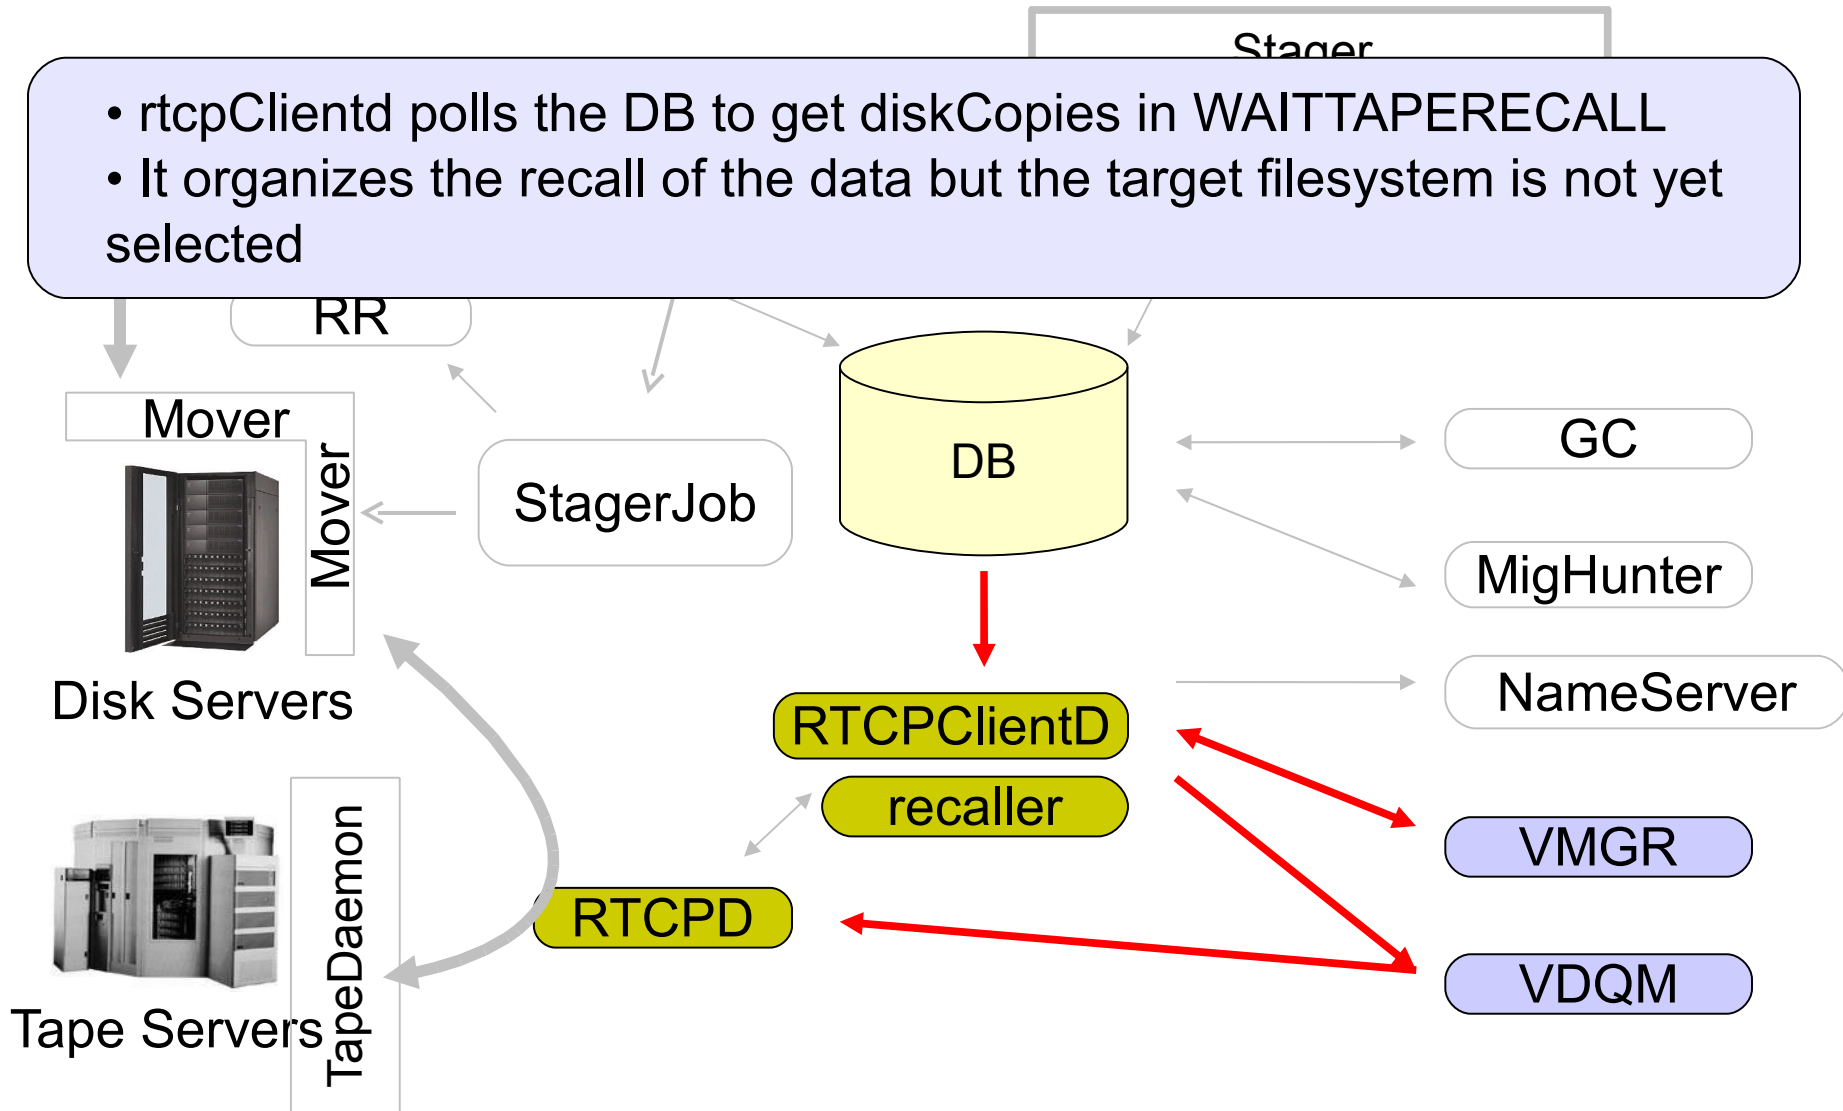 Stager
• rtcpClientd polls the DB to get diskCopies in WAITTAPERECALL
• It organizes the recall of the data but the target filesystem is not yet
selected
RR
Mover
Mover
StagerJob
DB
GC
MigHunter
NameServer
Disk Servers
RTCPClientD
recaller
VMGR
RTCPD
VDQM
TapeDaemon
Tape Servers